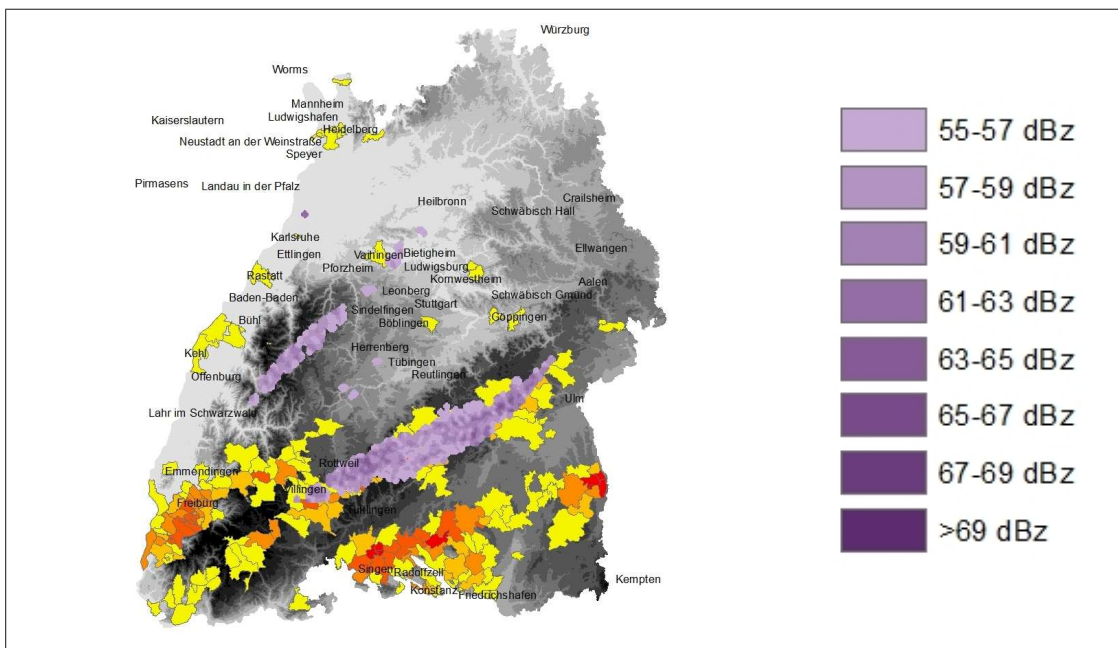 Würzburg
Worms
Mannheim
Ludwigshafen
Kaiserslautern
Heidelberg
Neustadt an der Weinstraße
Speyer
Pirmasens
Landau in der Pfalz
Heilbronn
Crailsheim
Schwäbisch Hall
Karlsruhe
Ettlingen
Vaihingen
Bietigheim
Ellwangen
Pforzheim
Ludwigsburg
Rastatt
Kornwestheim
Aalen
Leonberg
Baden-Baden
Stuttgart
Schwäbisch Gmünd
Sindelfingen
Bühl
Böblingen
Göppingen
Herrenberg
Kehl
Tübingen
Offenburg
Reutlingen
Ulm
Lahr im Schwarzwald
Rottweil
Emmendingen
Villingen
Freiburg
Tuttlingen
Singen
Radolfzell
Kempten
Konstanz
Friedrichshafen
55-57 dBz
57-59 dBz
59-61 dBz
61-63 dBz
63-65 dBz
65-67 dBz
67-69 dBz
>69 dBz